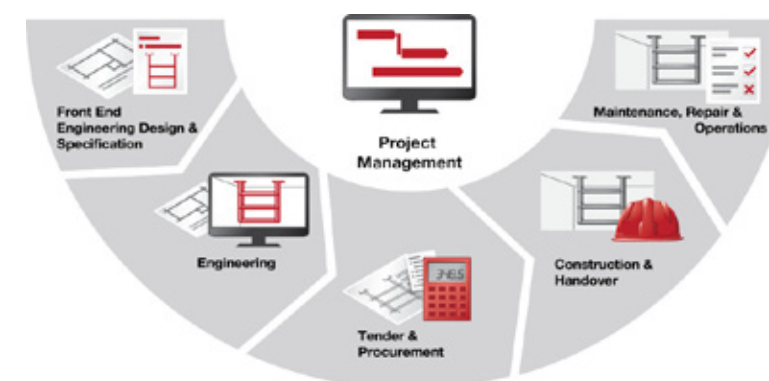 Front End
Engineering Design &
Specification
Project
Management
Maintenance, Repair &
Operations
Engineering
Construction &
Handover
Tender &
Procurement